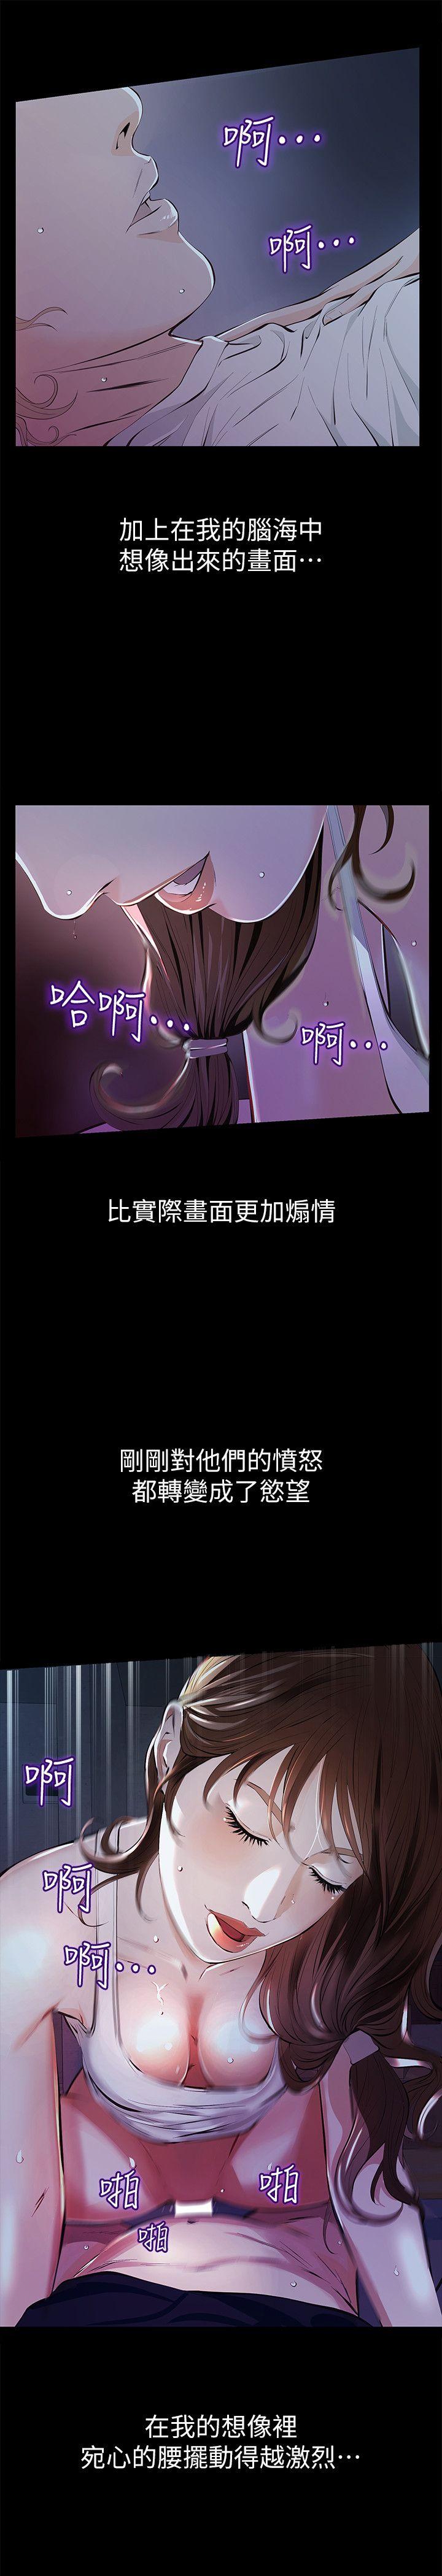 啊…
啊…
加上在我的腦海中
想像出來的畫面…
哈啊…
啊…
比實際畫面更加煽情
剛剛對他們的憤怒
都轉變成了慾望
啊
啊
啊…
啪
啪
啪
在我的想像裡
宛心的腰擺動得越激烈…